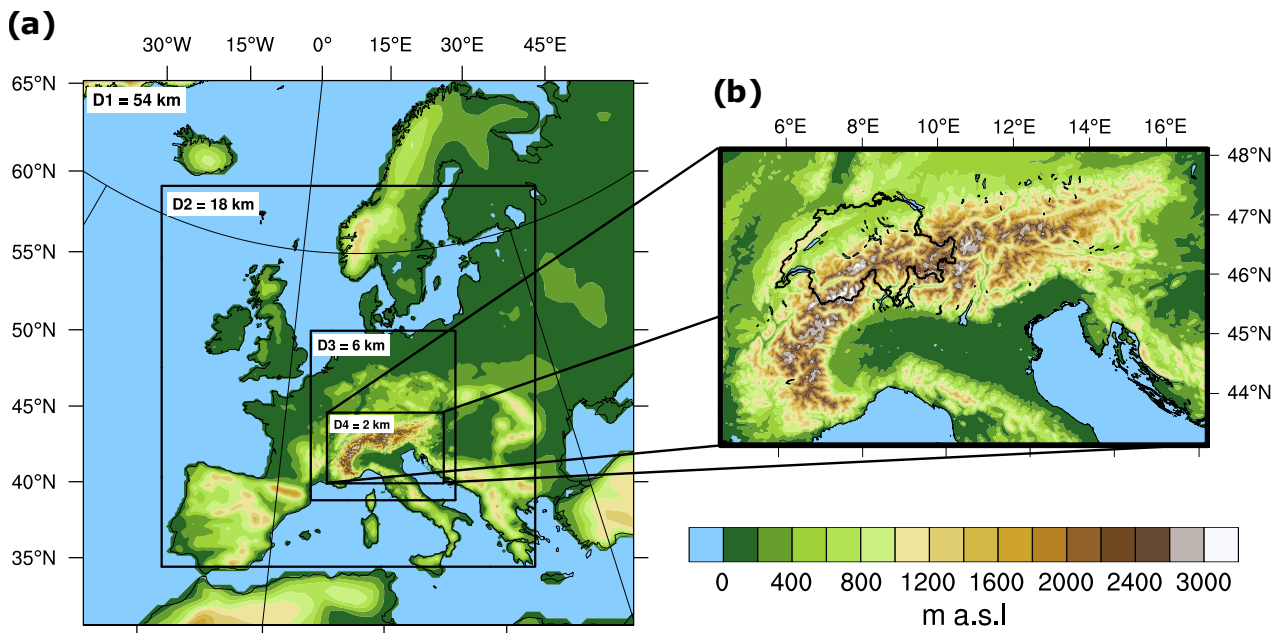 (a)
30°W 15°W 0° 15°E 30°E 45°E
65°N
60°N
55°N
50°N
45°N
40°N
35°N
D1 = 54 km
D2 = 18 km
D3 = 6 km
D4 = 2 km
(b)
6°E 8°E 10°E 12°E 14°E 16°E
48°N
47°N
46°N
45°N
44°N
0 400 800 1200 1600 2000 2400 3000
m a.s.l